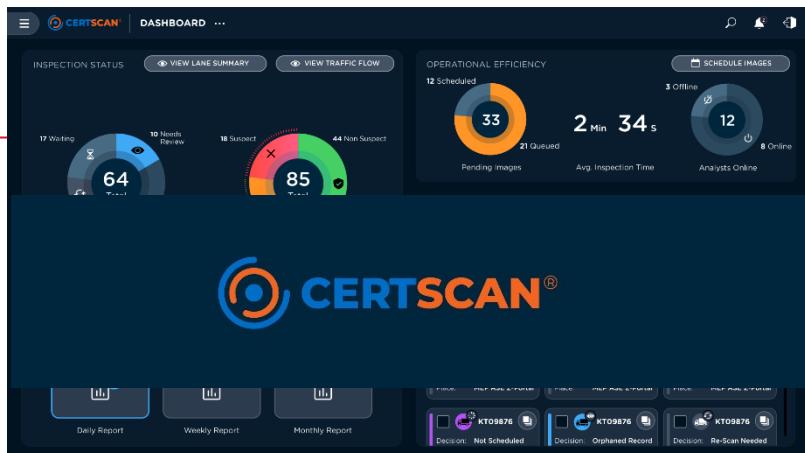 CERTSCAN®
DASHBOARD ...
INSPECTION STATUS
VIEW LANE SUMMARY
VIEW TRAFFIC FLOW
17 Waiting
10 Needs
Review
64
18 Suspect
44 Non Suspect
85
OPERATIONAL EFFICIENCY
SCHEDULE IMAGES
12 Scheduled
33
21 Queued
Pending Images
2 Min 34 s
Avg. Inspection Time
3 Offline
12
8 Online
Analysts Online
CERTSCAN®
Daily Report
Weekly Report
Monthly Report
KT09876
Decision: Not Scheduled
KT09876
Decision: Orphaned Record
KT09876
Decision: Re-Scan Needed